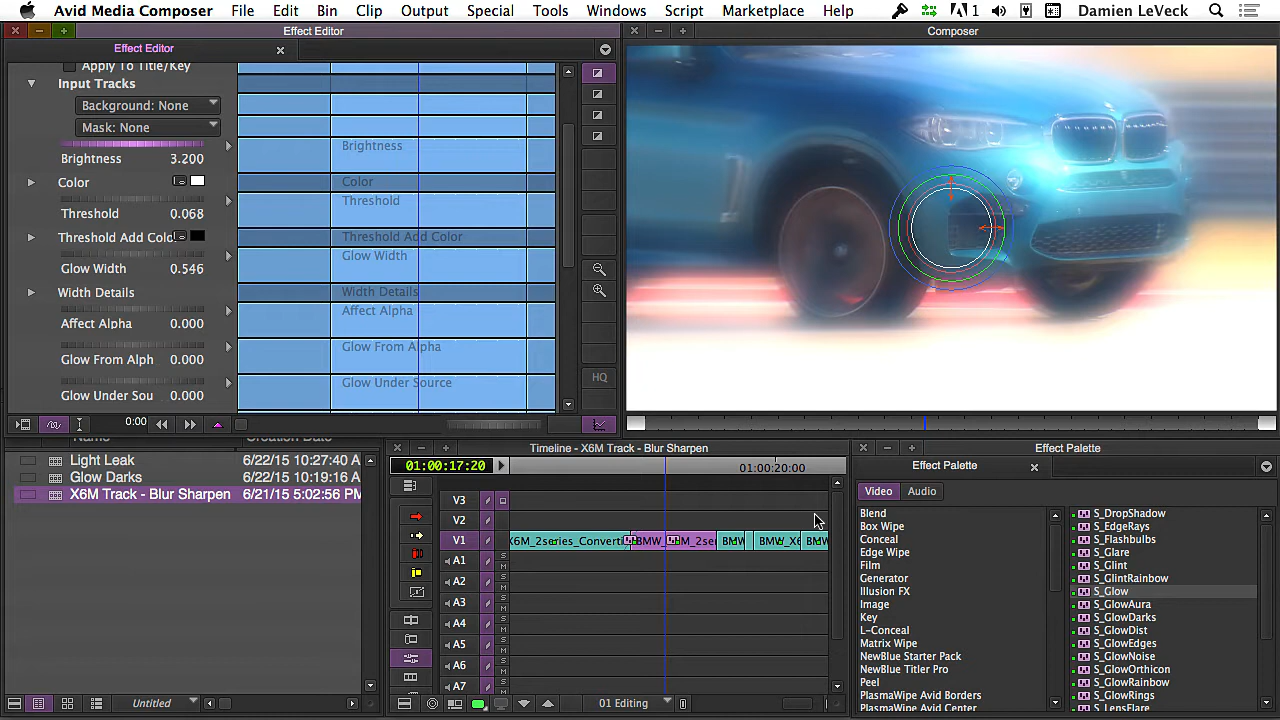 Avid Media Composer File Edit Bin Clip Output Special Tools Windows Script Marketplace Help 1 Damien LeVeck
Effect Editor
Effect Editor
Apply To Title/Key
Input Tracks
Background: None
Mask: None
Brightness 3.200
Color
Threshold 0.068
Threshold Add Colo
Glow Width 0.546
Width Details
Affect Alpha 0.000
Glow From Alph 0.000
Glow Under Sou 0.000
Brightness
Color
Threshold
Threshold Add Color
Glow Width
Width Details
Affect Alpha
Glow From Alpha
Glow Under Source
HQ
0:00
Composer
Name Creation Date
Light Leak 6/22/15 10:27:40 A
Glow Darks 6/22/15 10:19:16 A
X6M Track - Blur Sharpen 6/21/15 5:02:56 PM
Untitled
Timeline - X6M Track - Blur Sharpen
01:00:17:20 01:00:20:00
V3
V2
V1 X6M_2series_Converti BMW_ 6M_2se BMW BMW_X6 BMW
A1 S M
A2 S M
A3 S M
A4 S M
A5 S M
A6 S M
A7 S
01 Editing
Effect Palette
Effect Palette
Video Audio
Blend
Box Wipe
Conceal
Edge Wipe
Film
Generator
Illusion FX
Image
Key
L-Conceal
Matrix Wipe
NewBlue Starter Pack
NewBlue Titler Pro
Peel
PlasmaWipe Avid Borders
PlasmaWipe Avid Center
S_DropShadow
S_EdgeRays
S_Flashbulbs
S_Glare
S_Glint
S_GlintRainbow
S_Glow
S_GlowAura
S_GlowDarks
S_GlowDist
S_GlowEdges
S_GlowNoise
S_GlowOrthicon
S_GlowRainbow
S_GlowRings
S_LensFlare